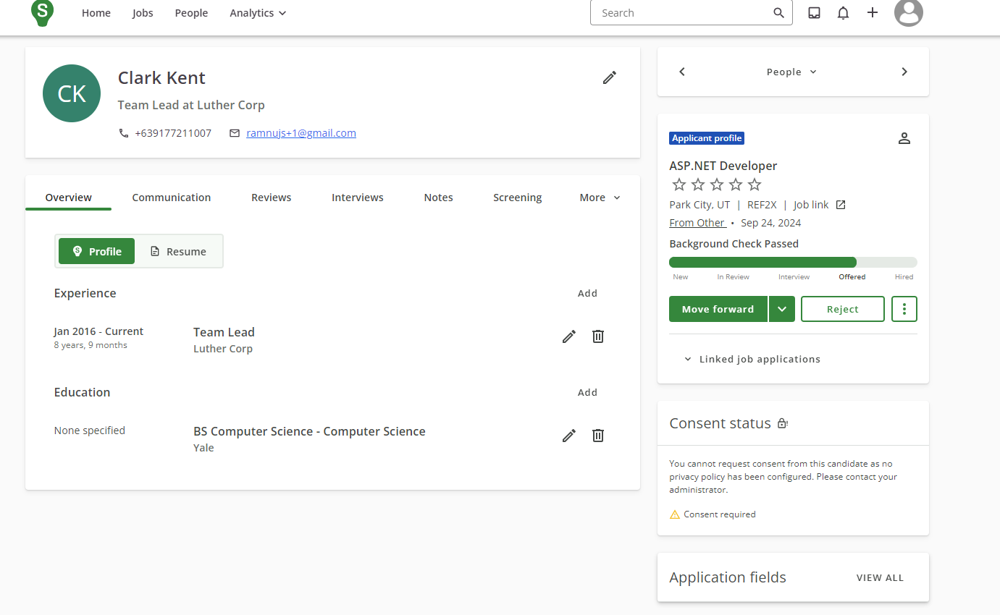 S
Home Jobs People Analytics
Search
CK
Clark Kent
Team Lead at Luther Corp
+639177211007 ramnujs+1@gmail.com
Overview Communication Reviews Interviews Notes Screening More
S Profile Resume
Experience Add
Jan 2016 - Current Team Lead
8 years, 9 months Luther Corp
Education Add
None specified BS Computer Science - Computer Science
Yale
People
Applicant profile
ASP.NET Developer
Park City, UT | REF2X | Job link
From Other • Sep 24, 2024
Background Check Passed
New In Review Interview Offered Hired
Move forward Reject
Linked job applications
Consent status
You cannot request consent from this candidate as no
privacy policy has been configured. Please contact your
administrator.
Consent required
Application fields VIEW ALL